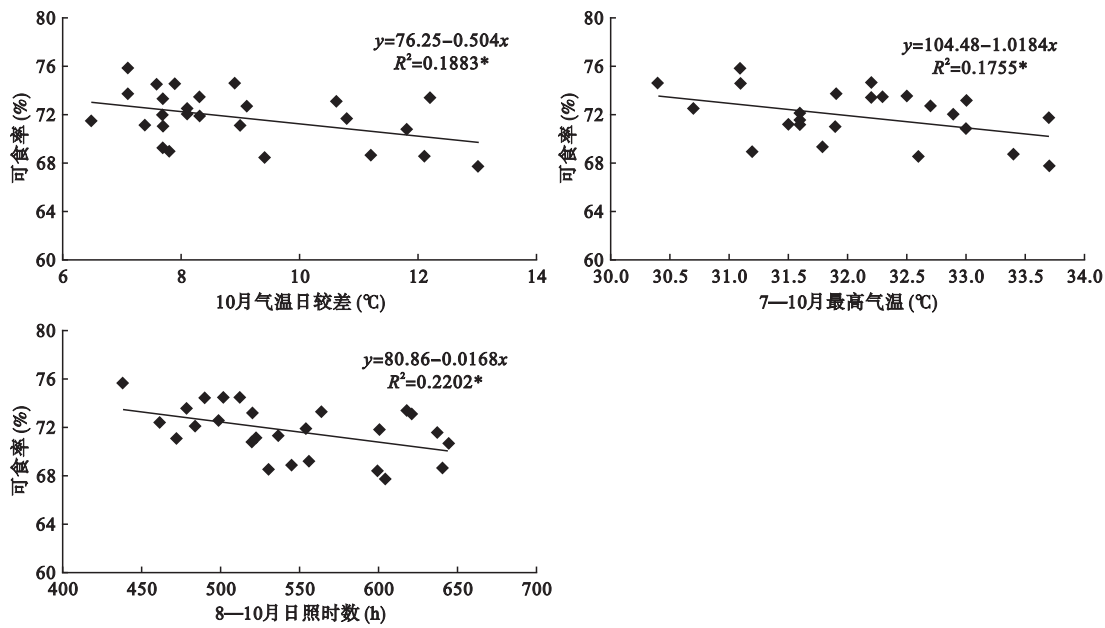 80
76
72
68
64
60
可食率 (%)
y=76.25−0.504x
R²=0.1883*
6 8 10 12 14
10月气温日较差 (℃)
80
76
72
68
64
60
可食率 (%)
y=104.48−1.0184x
R²=0.1755*
30.0 30.5 31.0 31.5 32.0 32.5 33.0 33.5 34.0
7—10月最高气温 (℃)
80
76
72
68
64
60
可食率 (%)
y=80.86−0.0168x
R²=0.2202*
400 450 500 550 600 650 700
8—10月日照时数 (h)